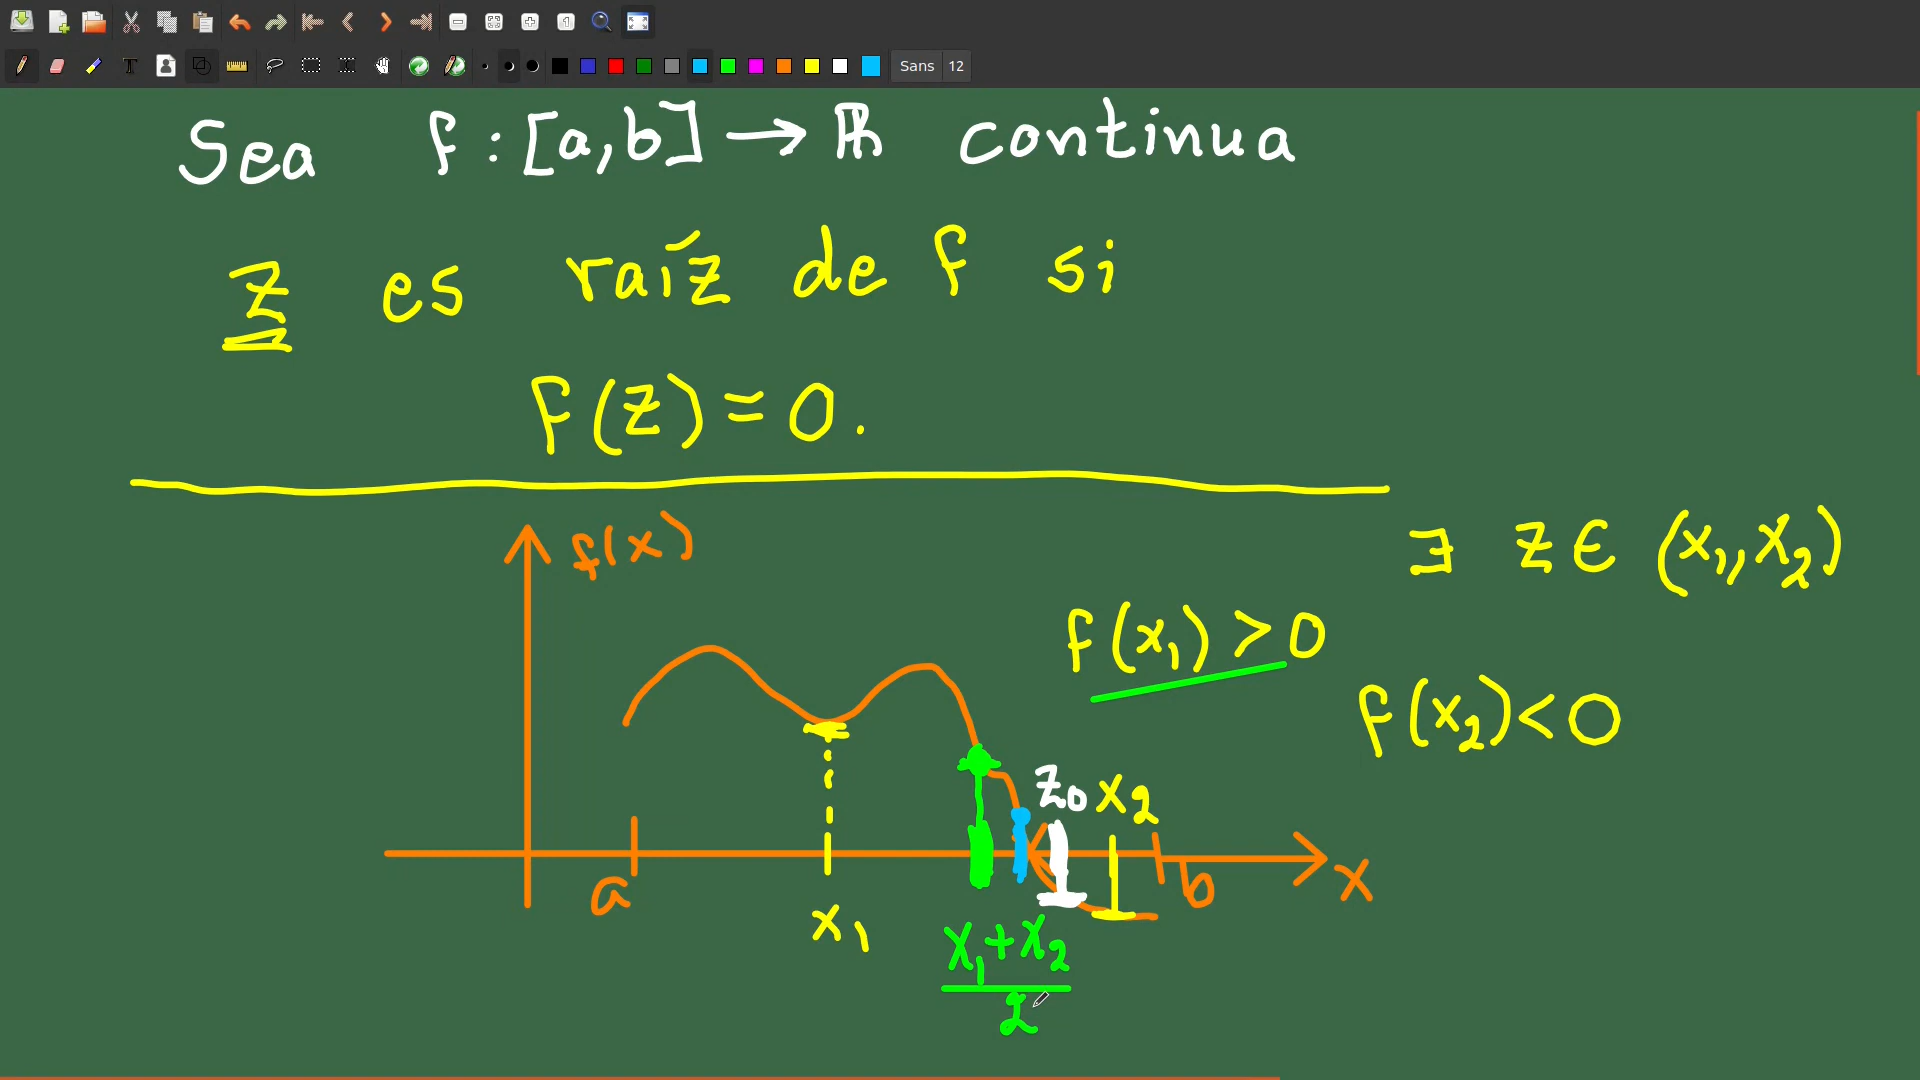 Sans 12
Sea f:[a,b]→ℝ continua
z es raíz de f si
f(z)=0.
f(x)
∃ z∈(x₁,x₂)
f(x₁)>0
f(x₂)<0
z₀ x₂
a b x
x₁
x₁+x₂
2